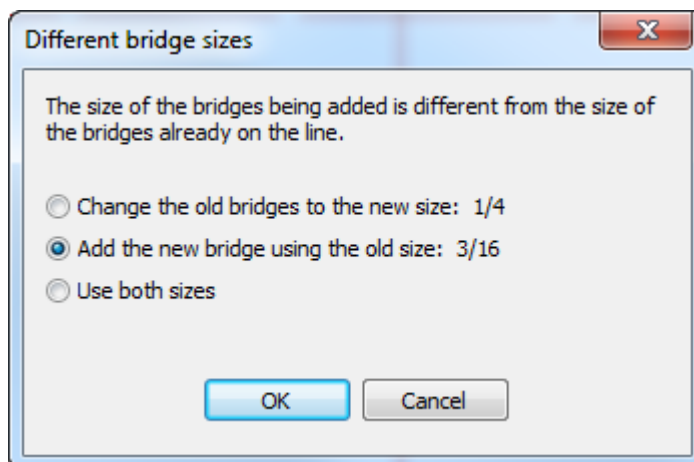 Different bridge sizes
The size of the bridges being added is different from the size of
the bridges already on the line.
Change the old bridges to the new size: 1/4
Add the new bridge using the old size: 3/16
Use both sizes
OK
Cancel